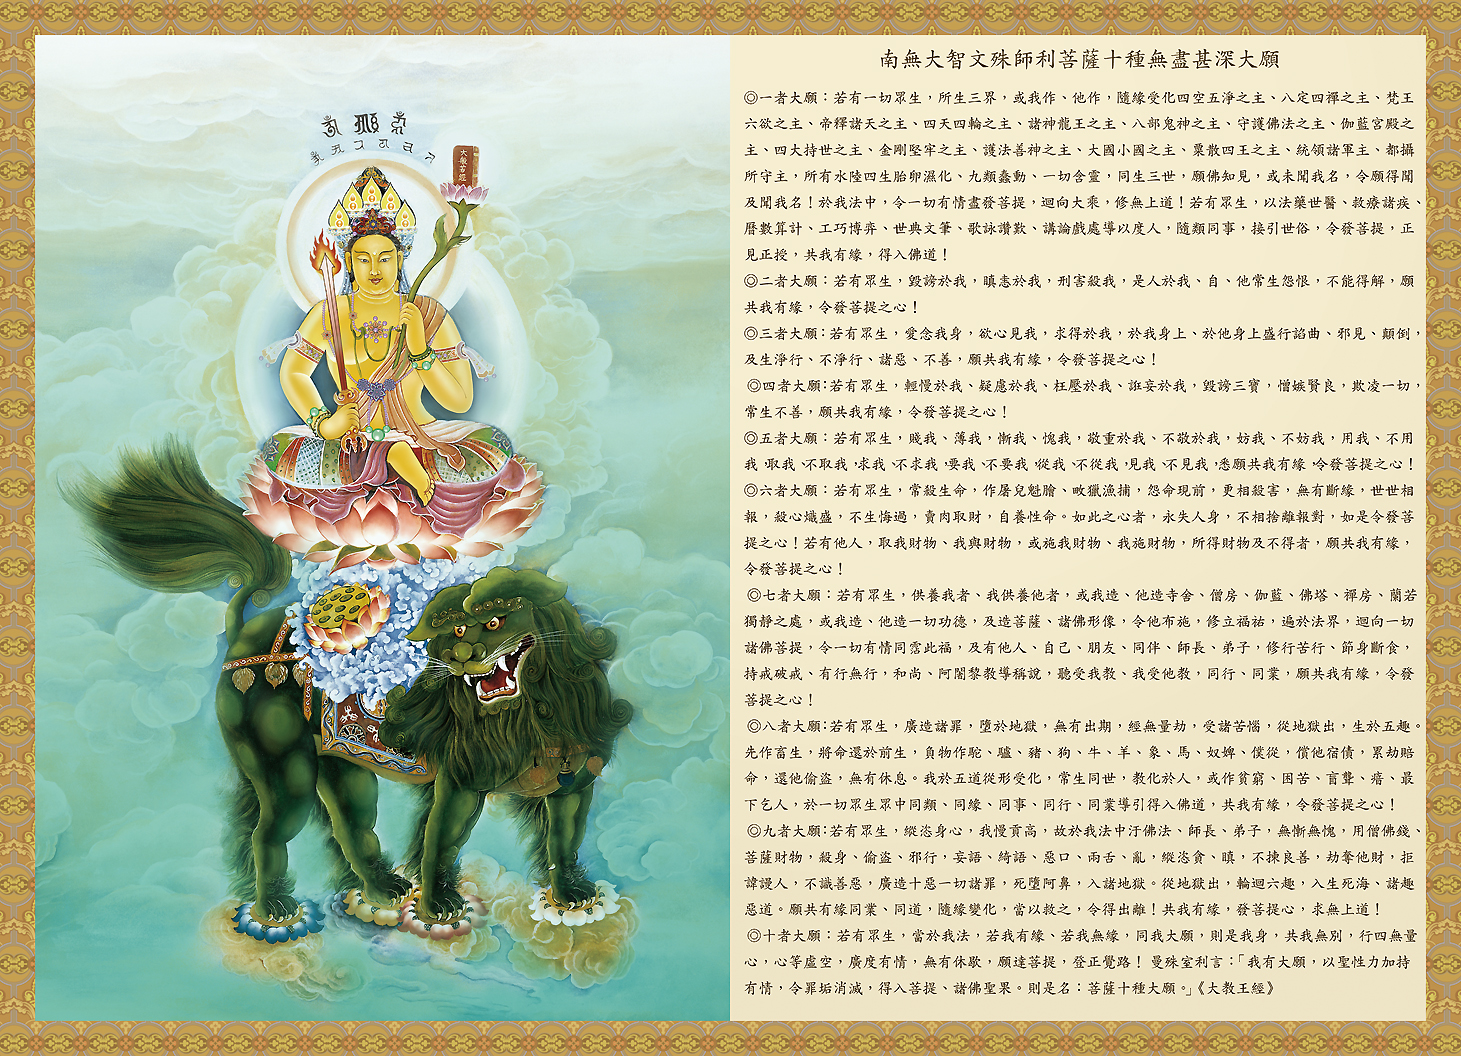 大教王經
南無大智文殊師利菩薩十種無盡甚深大願
◎一者大願：若有一切眾生，所生三界，或我作、他作，隨緣受化四空五淨之主、八定四禪之主、梵王
六欲之主、帝釋諸天之主、四天四輪之主、諸神龍王之主、八部鬼神之主、守護佛法之主、伽藍宮殿之
主、四大持世之主、金剛堅牢之主、護法善神之主、大國小國之主、粟散四王之主、統領諸軍主、都攝
所守主，所有水陸四生胎卵濕化、九類蠢動、一切含靈，同生三世，願佛知見，或未聞我名，令願得聞
及聞我名！於我法中，令一切有情盡發菩提，迴向大乘，修無上道！若有眾生，以法藥世醫、救療諸疾、
曆數算計、工巧博弈、世典文筆、歌詠讚歎、講論戲處導以度人，隨類同事，接引世俗，令發菩提，正
見正授，共我有緣，得入佛道！
◎二者大願：若有眾生，毀謗於我，瞋恚於我，刑害殺我，是人於我、自、他常生怨恨，不能得解，願
共我有緣，令發菩提之心！
◎三者大願：若有眾生，愛念我身，欲心見我，求得於我，於我身上、於他身上盛行諂曲、邪見、顛倒，
及生淨行、不淨行、諸惡、不善，願共我有緣，令發菩提之心！
◎四者大願：若有眾生，輕慢於我、疑慮於我、枉壓於我、誑妄於我，毀謗三寶，憎嫉賢良，欺凌一切，
常生不善，願共我有緣，令發菩提之心！
◎五者大願：若有眾生，賤我、薄我，慚我、愧我，敬重於我、不敬於我，妨我、不妨我，用我、不用
我，取我、不取我，求我、不求我，要我、不要我，從我、不從我，見我、不見我，悉願共我有緣，令發菩提之心！
◎六者大願：若有眾生，常殺生命，作屠兒魁膾、畋獵漁捕，怨命現前，更相殺害，無有斷緣，世世相
報，殺心熾盛，不生悔過，賣肉取財，自養性命。如此之心者，永失人身，不相捨離報對，如是令發菩
提之心！若有他人，取我財物、我與財物，或施我財物、我施財物，所得財物及不得者，願共我有緣，
令發菩提之心！
◎七者大願：若有眾生，供養我者、我供養他者，或我造、他造寺舍、僧房、伽藍、佛塔、禪房、蘭若
獨靜之處，或我造、他造一切功德，及造菩薩、諸佛形像，令他布施，修立福祐，遍於法界，迴向一切
諸佛菩提，令一切有情同霑此福，及有他人、自己、朋友、同伴、師長、弟子，修行苦行、節身斷食，
持戒破戒、有行無行，和尚、阿闍黎教導稱說，聽受我教、我受他教，同行、同業，願共我有緣，令發
菩提之心！
◎八者大願：若有眾生，廣造諸罪，墮於地獄，無有出期，經無量劫，受諸苦惱，從地獄出，生於五趣。
先作畜生，將命還於前生，負物作駝、驢、豬、狗、牛、羊、象、馬、奴婢、僕從，償他宿債，累劫賠
命，還他偷盜，無有休息。我於五道從形受化，常生同世，教化於人，或作貧窮、困苦、盲聾、瘖、最
下乞人，於一切眾生眾中同類、同緣、同事、同行、同業導引得入佛道，共我有緣，令發菩提之心！
◎九者大願：若有眾生，縱恣身心，我慢貢高，故於我法中汙佛法、師長、弟子，無慚無愧，用僧佛錢、
菩薩財物，殺身、偷盜、邪行，妄語、綺語、惡口、兩舌、亂，縱恣貪、瞋，不揀良善，劫奪他財，拒
諱謾人，不識善惡，廣造十惡一切諸罪，死墮阿鼻，入諸地獄。從地獄出，輪迴六趣，入生死海、諸趣
惡道。願共有緣同業、同道，隨緣變化，當以救之，令得出離！共我有緣，發菩提心，求無上道！
◎十者大願：若有眾生，當於我法，若我有緣、若我無緣，同我大願，則是我身，共我無別，行四無量
心，心等虛空，廣度有情，無有休歇，願達菩提，登正覺路！曼殊室利言：「我有大願，以聖性力加持
有情，令罪垢消滅，得入菩提、諸佛聖果。則是名：菩薩十種大願。」《大教王經》